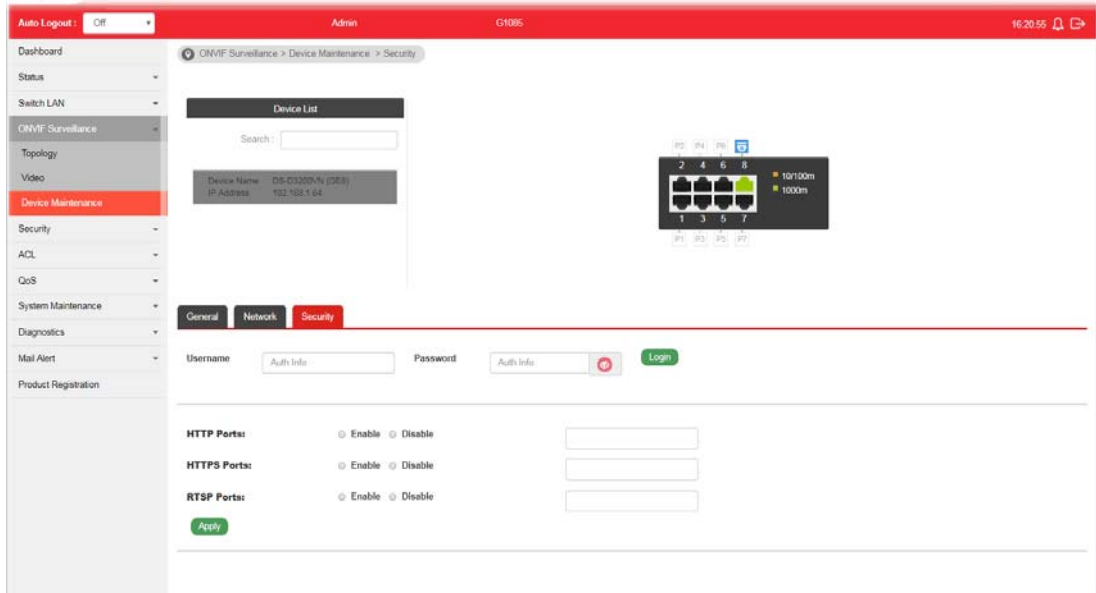 Auto Logout : Off Admin G1085 16:20:55
Dashboard
Status
Switch LAN
ONVIF Surveillance
Topology
Video
Device Maintenance
Security
ACL
QoS
System Maintenance
Diagnostics
Mail Alert
Product Registration
ONVIF Surveillance > Device Maintenance > Security
Device List
Search :
Device Name
IP Address 192.168.1.64
P2 P4 P6
2 4 6 8
10/100m
1000m
1 3 5 7
P1 P3 P5 P7
General Network Security
Username Auth Info Password Auth Info Login
HTTP Ports: Enable Disable
HTTPS Ports: Enable Disable
RTSP Ports: Enable Disable
Apply